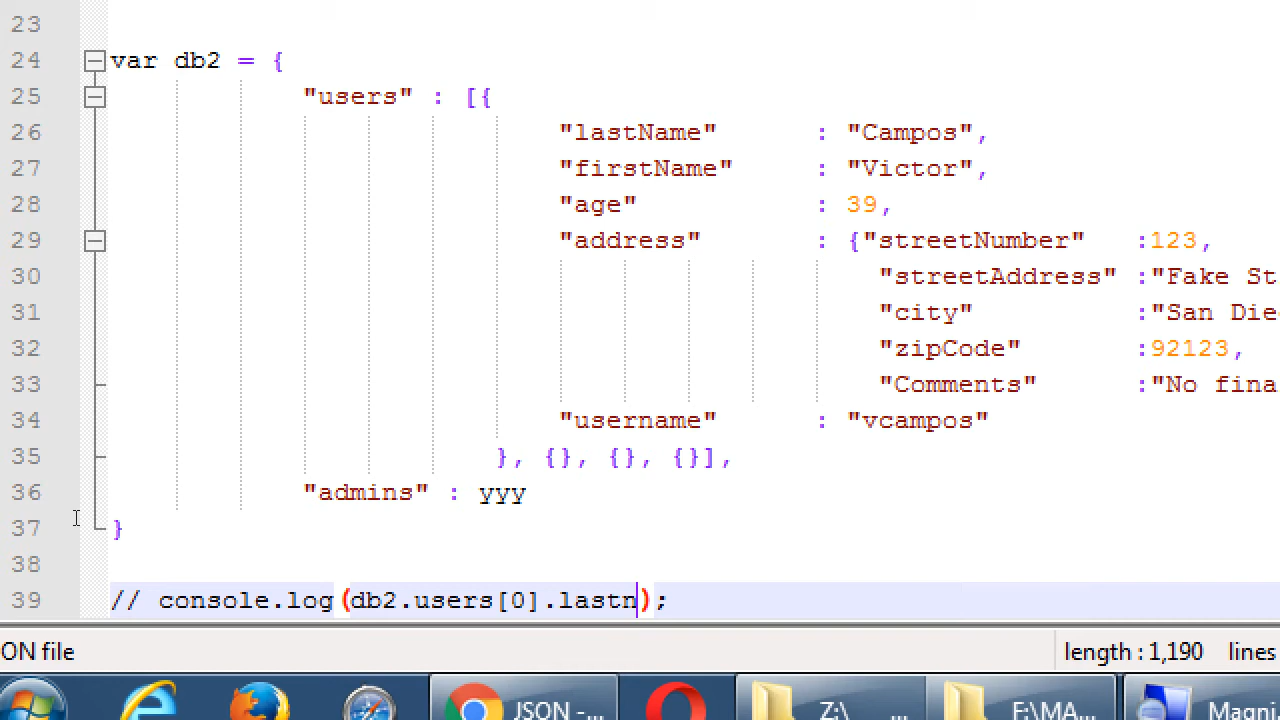 23
24 var db2 = {
25 "users" : [{
26 "lastName" : "Campos",
27 "firstName" : "Victor",
28 "age" : 39,
29 "address" : {"streetNumber" :123,
30 "streetAddress" :"Fake St
31 "city" :"San Die
32 "zipCode" :92123,
33 "Comments" :"No fina
34 "username" : "vcampos"
35 }, {}, {}, {}],
36 "admins" : yyy
37 }
38
39 // console.log(db2.users[0].lastn);
ON file length : 1,190 lines
JSON -... Z:\ ... F:\MA... Magni